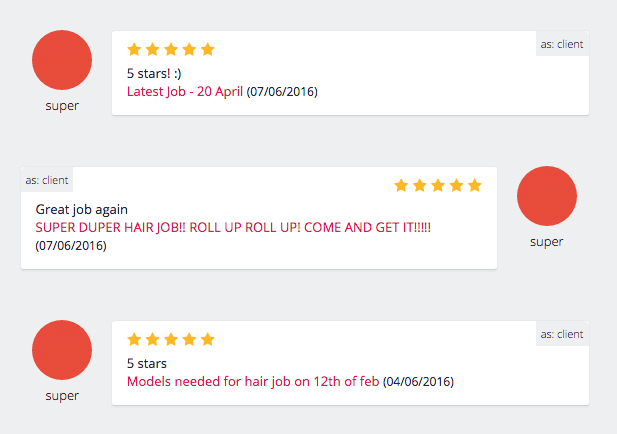 as: client
5 stars! :)
Latest Job - 20 April (07/06/2016)
super
as: client
Great job again
SUPER DUPER HAIR JOB!! ROLL UP ROLL UP! COME AND GET IT!!!!!
(07/06/2016)
super
as: client
5 stars
Models needed for hair job on 12th of feb (04/06/2016)
super